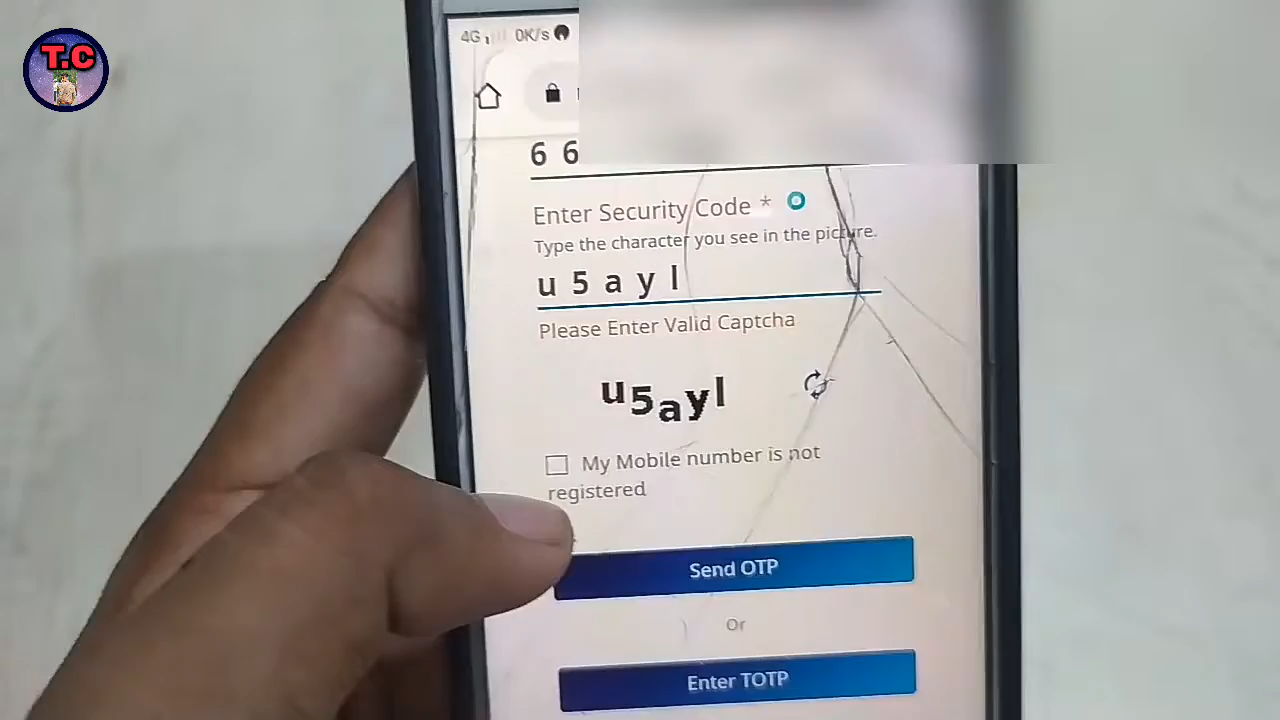 T.C
4G 0K/s
6 6
Enter Security Code *
Type the character you see in the picture.
u 5 a y l
Please Enter Valid Captcha
u5ayl
My Mobile number is not
registered
Send OTP
Or
Enter TOTP